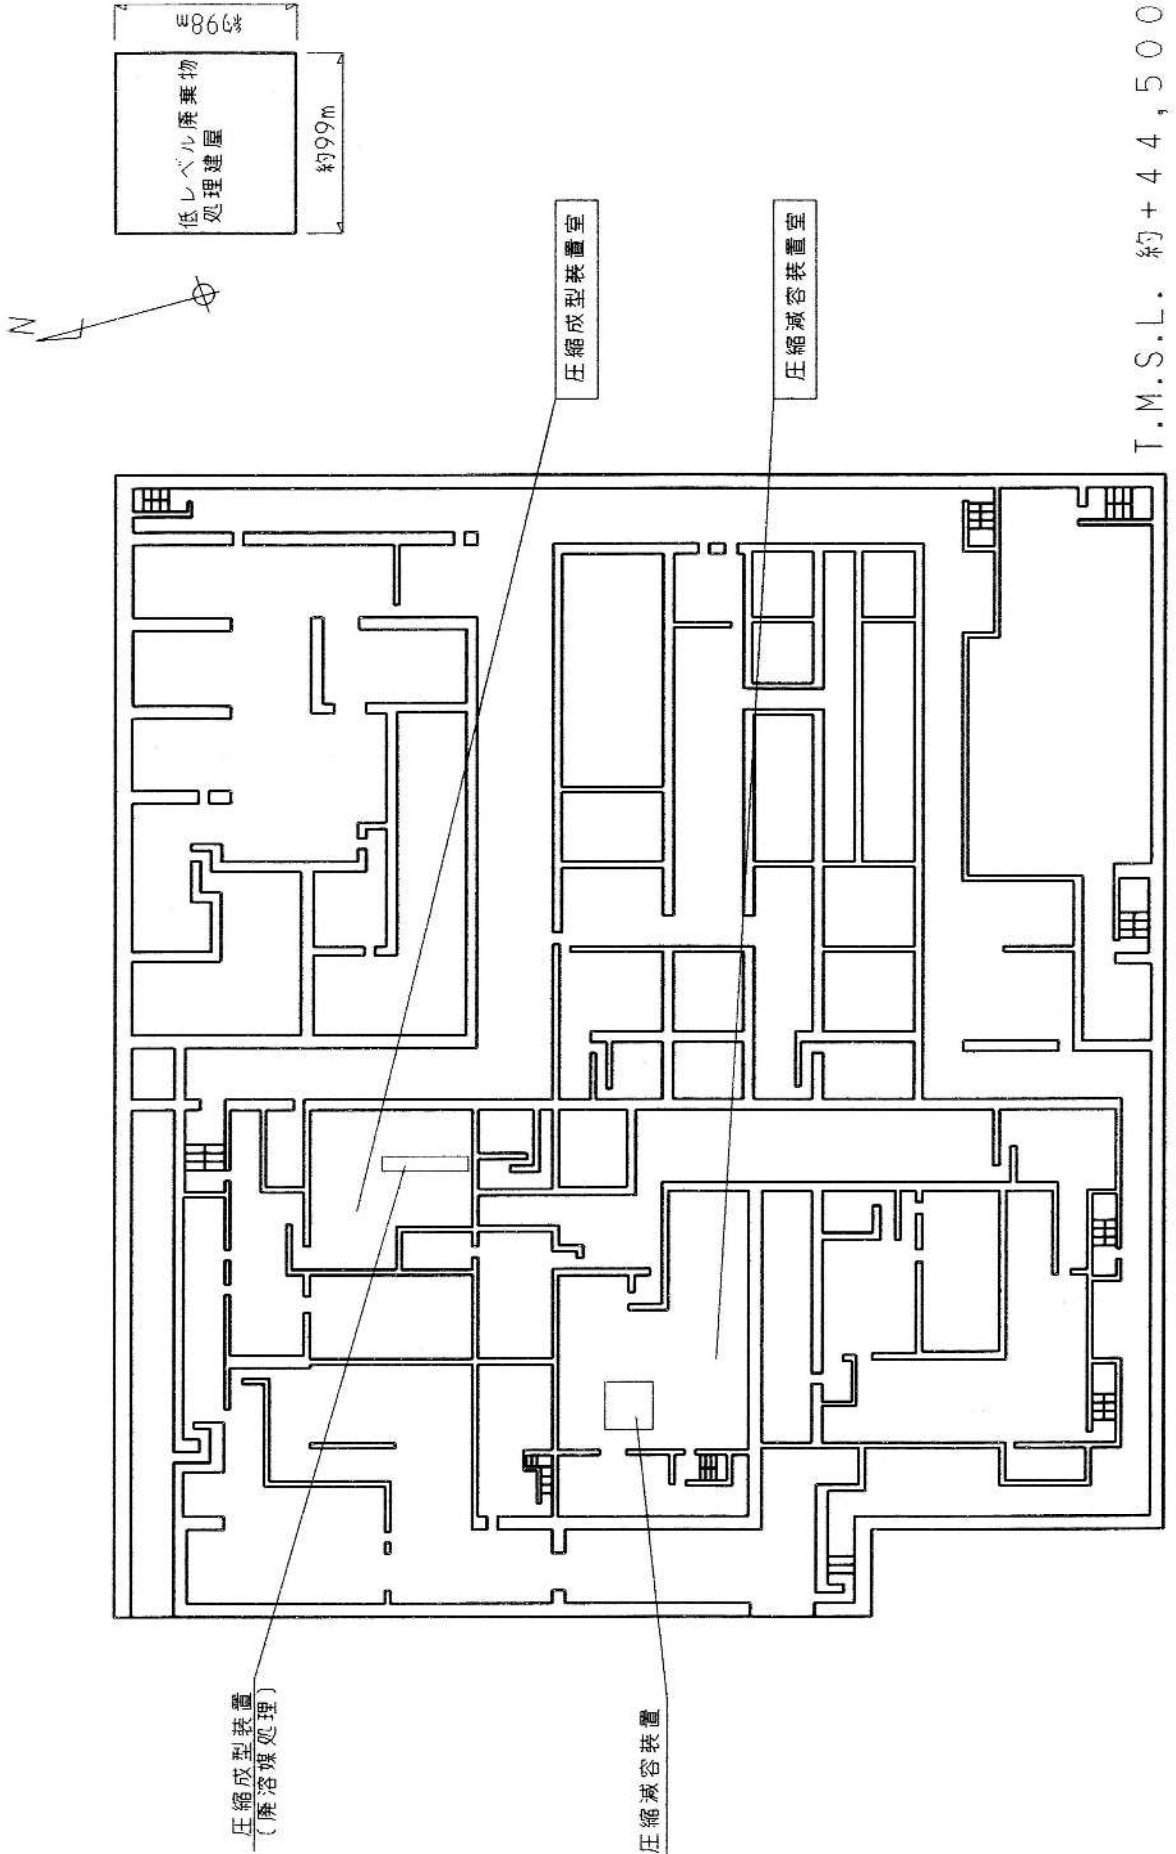 N
約98m
低レベル廃棄物
処理建屋
約99m
圧縮成型装置室
圧縮減容装置室
圧縮成型装置
（廃溶媒処理）
圧縮減容装置
T.M.S.L. 約+44,500